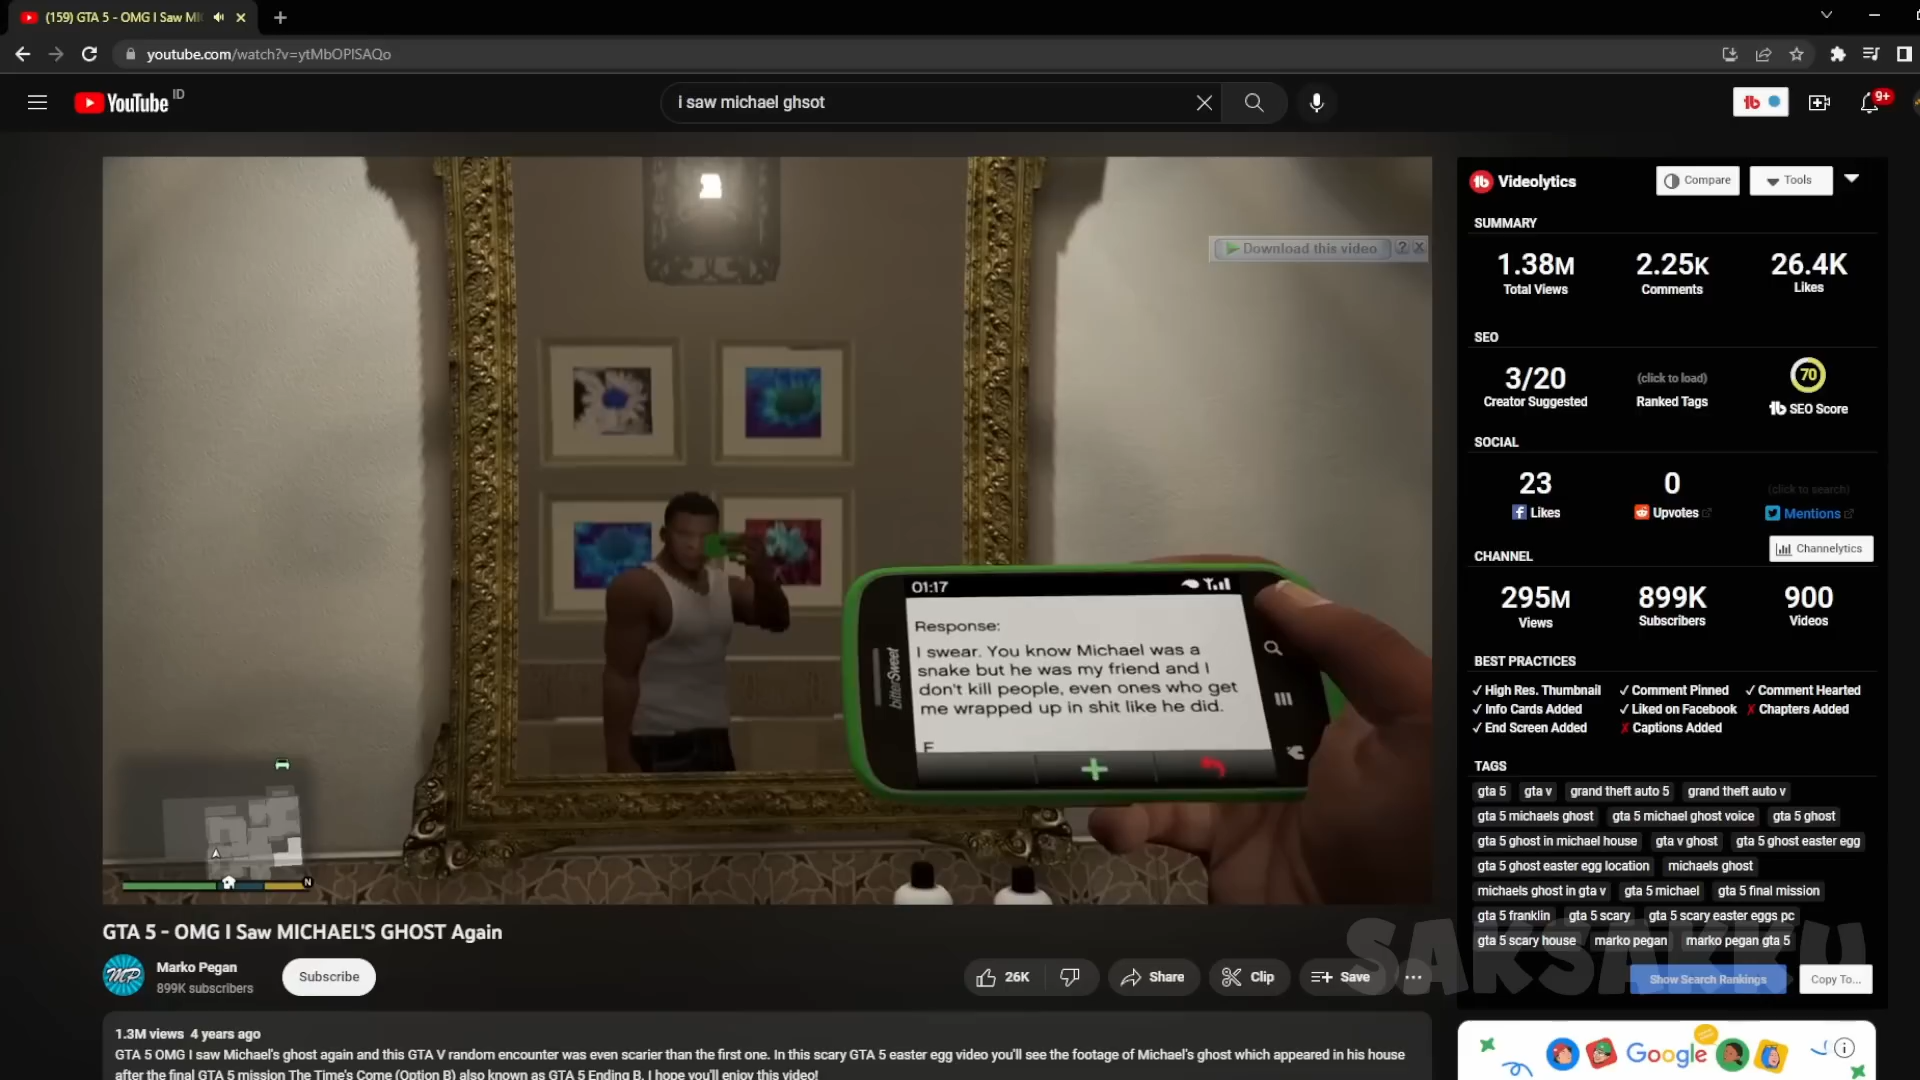 (159) GTA 5 - OMG I Saw MI
youtube.com/watch?v=ytMbOPlSAQo
YouTube ID
i saw michael ghsot
9+
Download this video ?
01:17
Response:
I swear. You know Michael was a
snake but he was my friend and I
don't kill people, even ones who get
me wrapped up in shit like he did.
F
bitterSweet
N
GTA 5 - OMG I Saw MICHAEL'S GHOST Again
MP
Marko Pegan
899K subscribers
Subscribe
26K
Share
Clip
Save
1.3M views 4 years ago
GTA 5 OMG I saw Michael's ghost again and this GTA V random encounter was even scarier than the first one. In this scary GTA 5 easter egg video you'll see the footage of Michael's ghost which appeared in his house
after the final GTA 5 mission The Time's Come (Option B) also known as GTA 5 Ending B. I hope you'll enjoy this video!
Videolytics
Compare
Tools
SUMMARY
1.38M 2.25K 26.4K
Total Views Comments Likes
SEO
3/20 (click to load) 70
Creator Suggested Ranked Tags SEO Score
SOCIAL
23 0 (click to search)
Likes Upvotes Mentions
CHANNEL
Channelytics
295M 899K 900
Views Subscribers Videos
BEST PRACTICES
✓ High Res. Thumbnail ✓ Comment Pinned ✓ Comment Hearted
✓ Info Cards Added ✓ Liked on Facebook ✗ Chapters Added
✓ End Screen Added ✗ Captions Added
TAGS
gta 5 gta v grand theft auto 5 grand theft auto v
gta 5 michaels ghost gta 5 michael ghost voice gta 5 ghost
gta 5 ghost in michael house gta v ghost gta 5 ghost easter egg
gta 5 ghost easter egg location michaels ghost
michaels ghost in gta v gta 5 michael gta 5 final mission
gta 5 franklin gta 5 scary gta 5 scary easter eggs pc
gta 5 scary house marko pegan marko pegan gta 5
SAKSAKKU
Show Search Rankings
Copy To...
Google